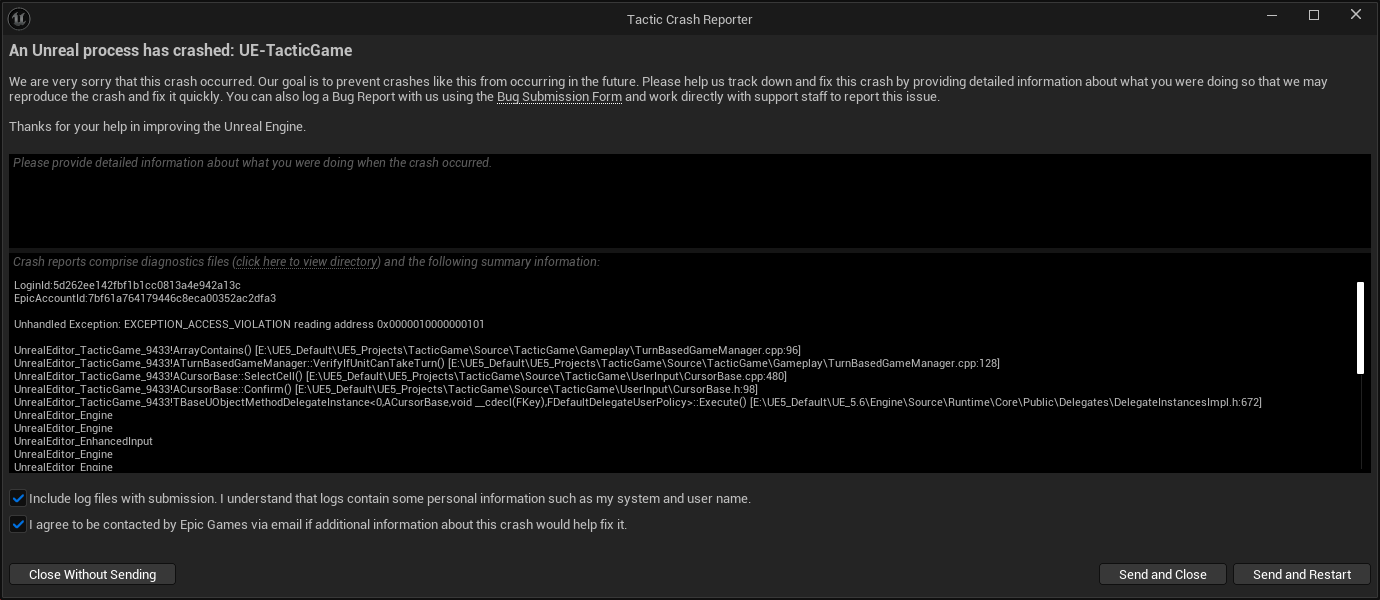 Tactic Crash Reporter
An Unreal process has crashed: UE-TacticGame
We are very sorry that this crash occurred. Our goal is to prevent crashes like this from occurring in the future. Please help us track down and fix this crash by providing detailed information about what you were doing so that we may
reproduce the crash and fix it quickly. You can also log a Bug Report with us using the Bug Submission Form and work directly with support staff to report this issue.
Thanks for your help in improving the Unreal Engine.
Please provide detailed information about what you were doing when the crash occurred.
Crash reports comprise diagnostics files (click here to view directory) and the following summary information:
LoginId:5d262ee142fbf1b1cc0813a4e942a13c
EpicAccountId:7bf61a764179446c8eca00352ac2dfa3
Unhandled Exception: EXCEPTION_ACCESS_VIOLATION reading address 0x0000010000000101
UnrealEditor_TacticGame_9433!ArrayContains() [E:\UE5_Default\UE5_Projects\TacticGame\Source\TacticGame\Gameplay\TurnBasedGameManager.cpp:96]
UnrealEditor_TacticGame_9433!ATurnBasedGameManager::VerifyIfUnitCanTakeTurn() [E:\UE5_Default\UE5_Projects\TacticGame\Source\TacticGame\Gameplay\TurnBasedGameManager.cpp:128]
UnrealEditor_TacticGame_9433!ACursorBase::SelectCell() [E:\UE5_Default\UE5_Projects\TacticGame\Source\TacticGame\UserInput\CursorBase.cpp:480]
UnrealEditor_TacticGame_9433!ACursorBase::Confirm() [E:\UE5_Default\UE5_Projects\TacticGame\Source\TacticGame\UserInput\CursorBase.h:98]
UnrealEditor_TacticGame_9433!TBaseUObjectMethodDelegateInstance<0,ACursorBase,void __cdecl(FKey),FDefaultDelegateUserPolicy>::Execute() [E:\UE5_Default\UE_5.6\Engine\Source\Runtime\Core\Public\Delegates\DelegateInstancesImpl.h:672]
UnrealEditor_Engine
UnrealEditor_Engine
UnrealEditor_EnhancedInput
UnrealEditor_Engine
UnrealEditor_Engine
Include log files with submission. I understand that logs contain some personal information such as my system and user name.
I agree to be contacted by Epic Games via email if additional information about this crash would help fix it.
Close Without Sending
Send and Close
Send and Restart